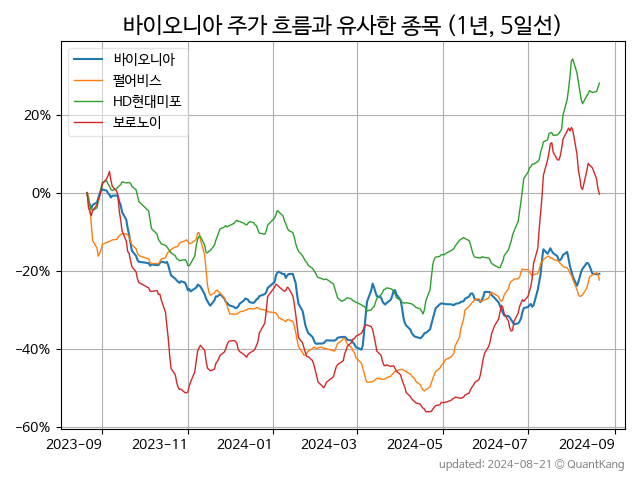 바이오니아 주가 흐름과 유사한 종목 (1년, 5일선)
바이오니아
펄어비스
HD현대미포
보로노이
20%
0%
−20%
−40%
−60%
2023-09 2023-11 2024-01 2024-03 2024-05 2024-07 2024-09
updated: 2024-08-21 © QuantKang